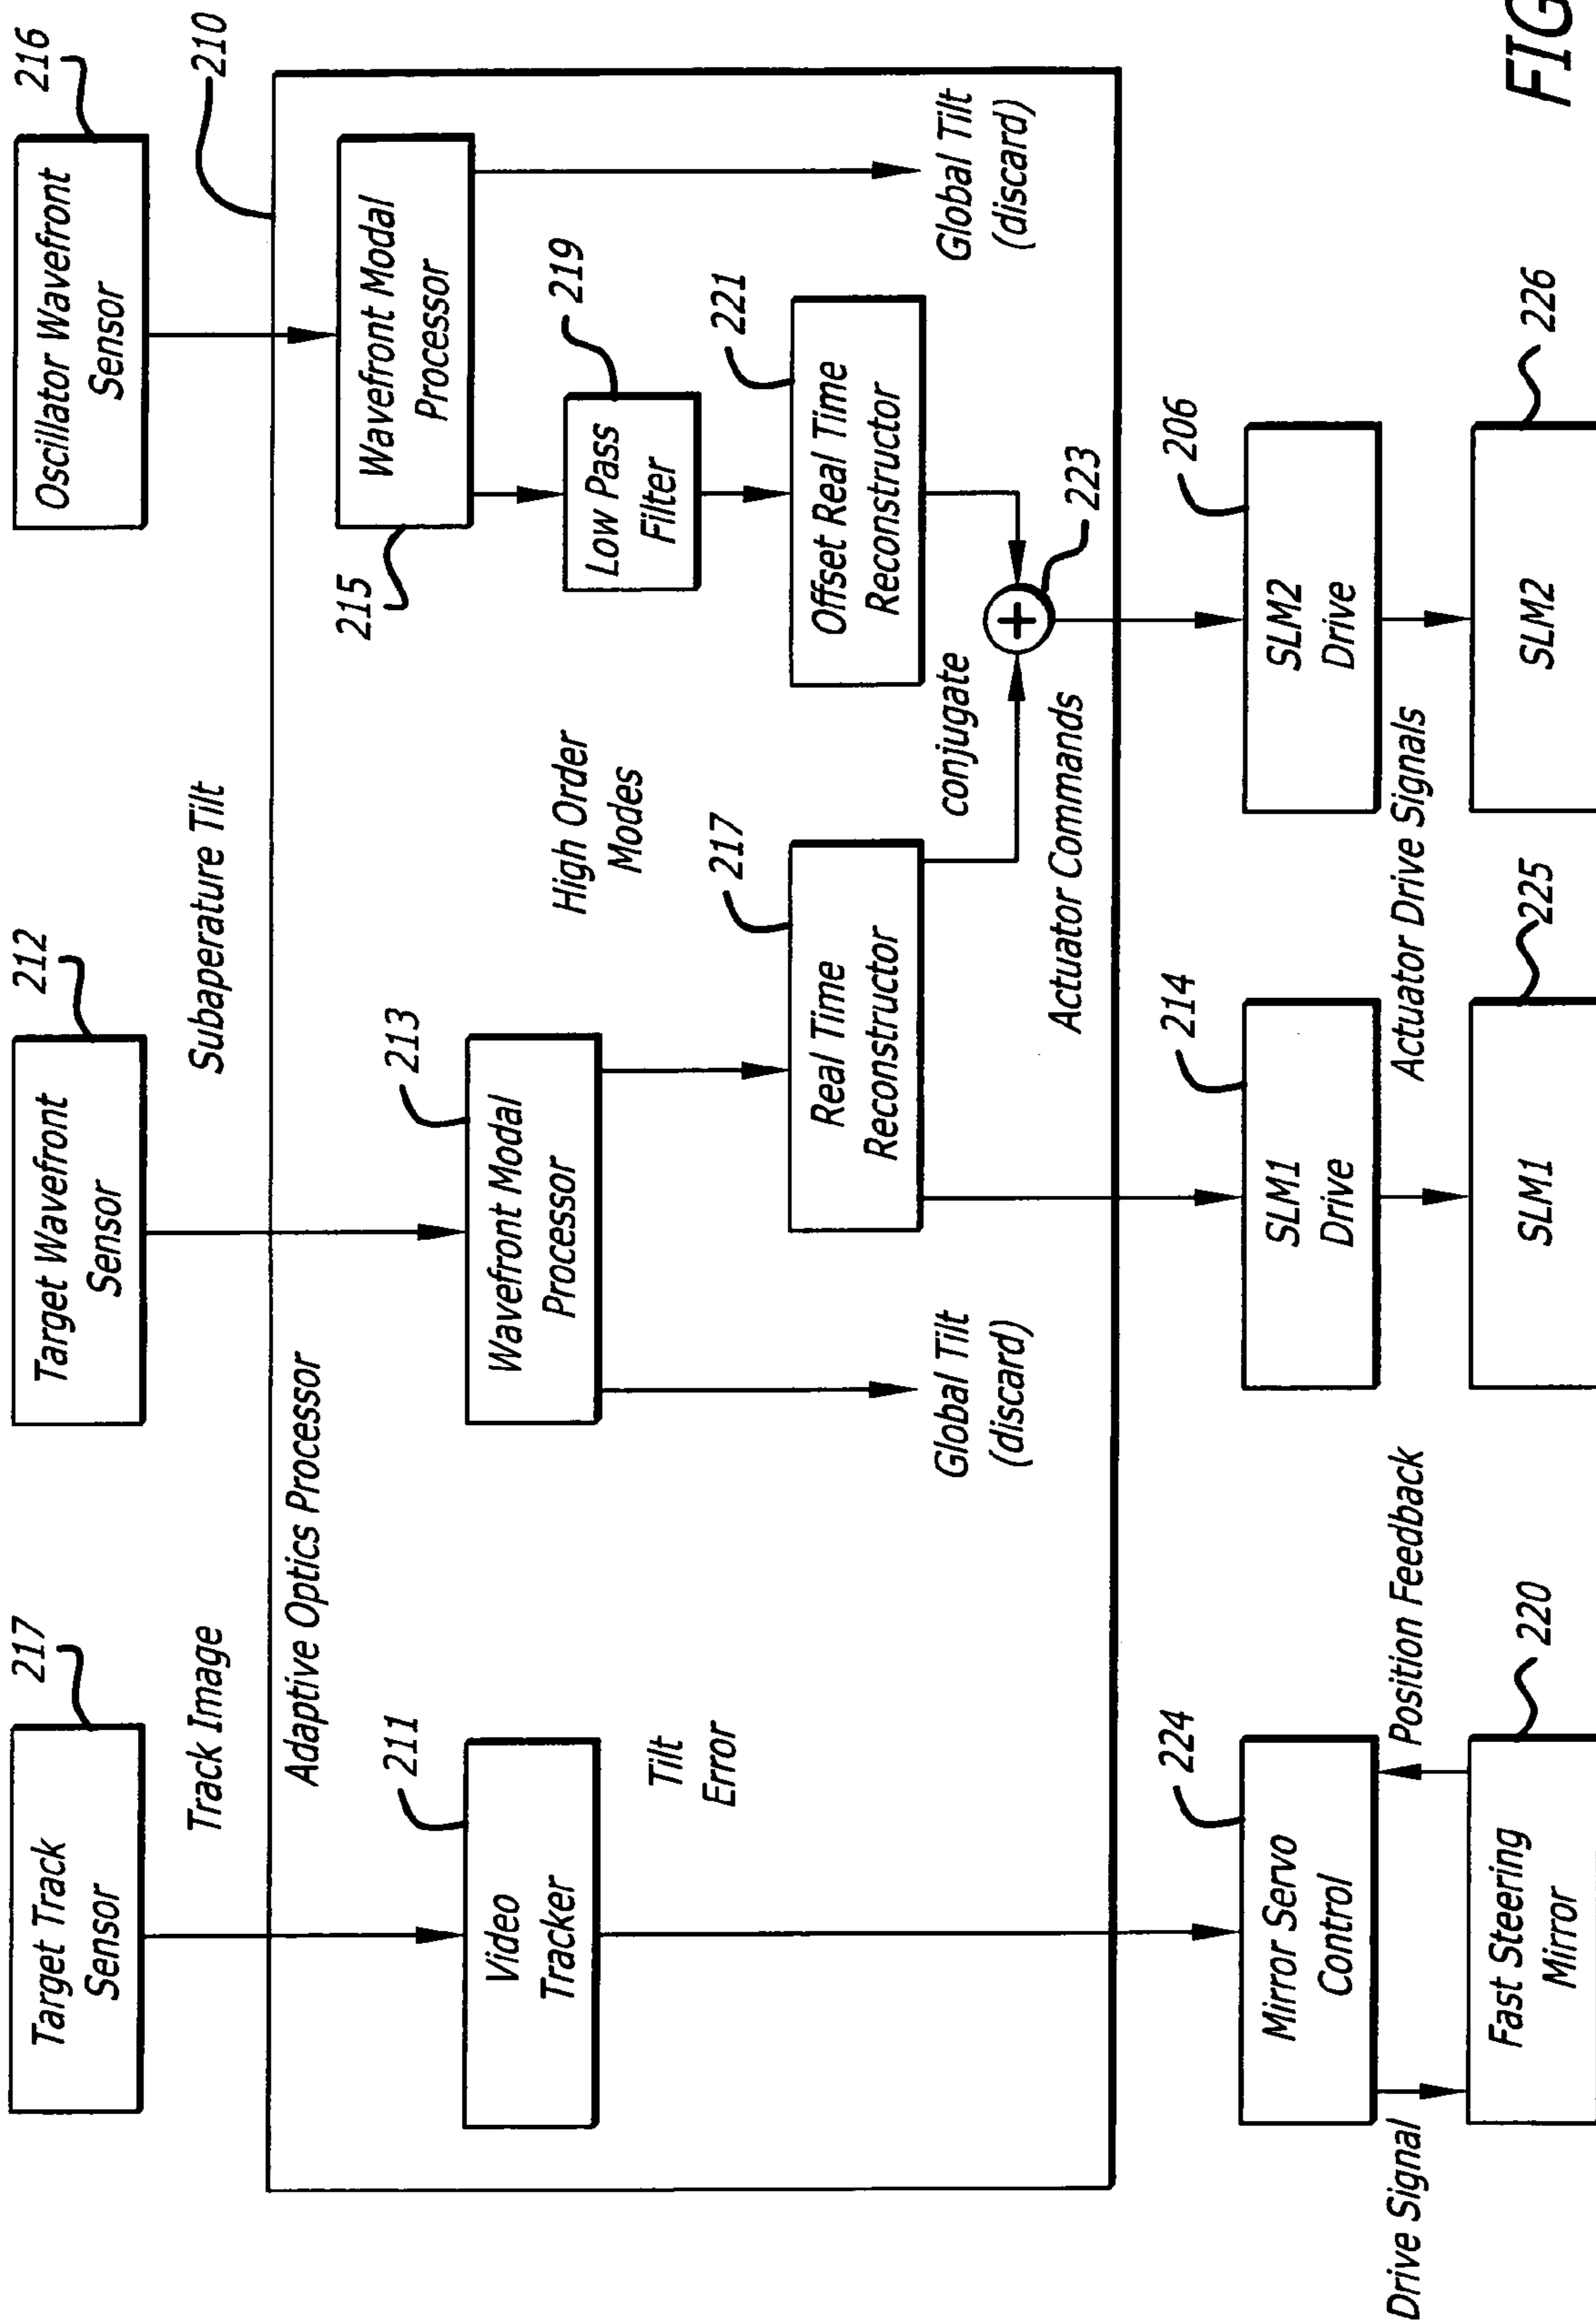 217
212
216
Target Track
Sensor
Target Wavefront
Sensor
Oscillator Wavefront
Sensor
Track Image
Subaperature Tilt
210
Adaptive Optics Processor
215
Wavefront Modal
Processor
211
213
Video
Tracker
Wavefront Modal
Processor
219
Low Pass
Filter
High Order
Modes
Tilt
Error
217
221
Real Time
Reconstructor
Offset Real Time
Reconstructor
Global Tilt
(discard)
conjugate
Global Tilt
(discard)
223
Actuator Commands
224
214
206
Mirror Servo
Control
SLM1
Drive
SLM2
Drive
Drive Signal
Position Feedback
Actuator Drive Signals
220
225
226
Fast Steering
Mirror
SLM1
SLM2
FIG